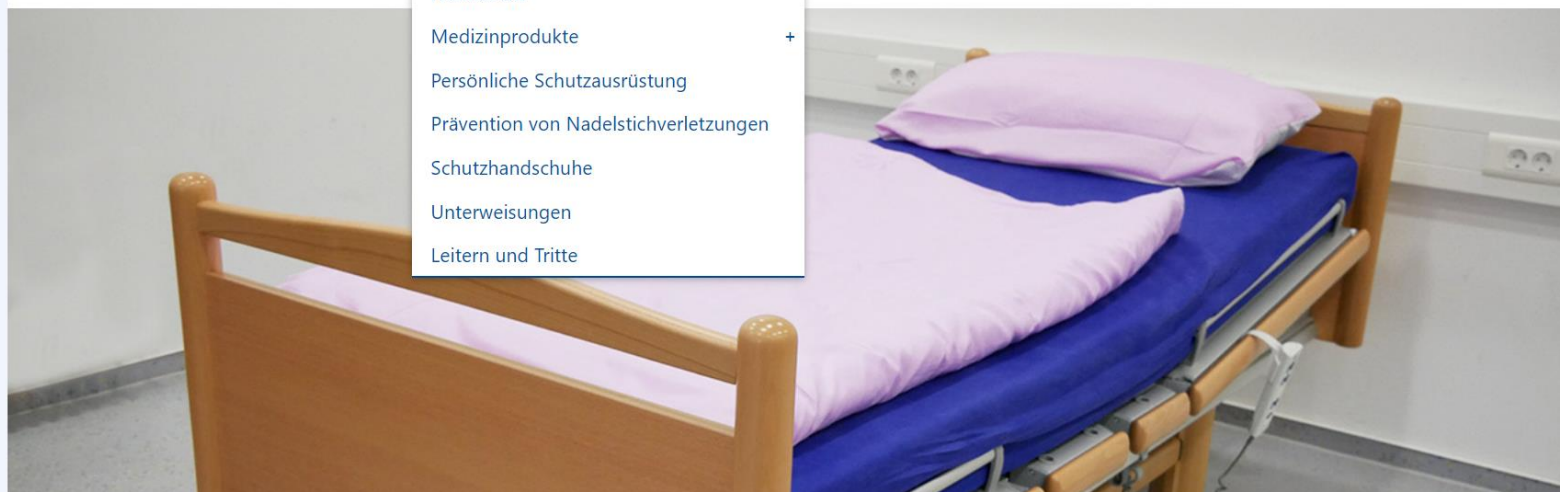 Medizinprodukte +
Persönliche Schutzausrüstung
Prävention von Nadelstichverletzungen
Schutzhandschuhe
Unterweisungen
Leitern und Tritte